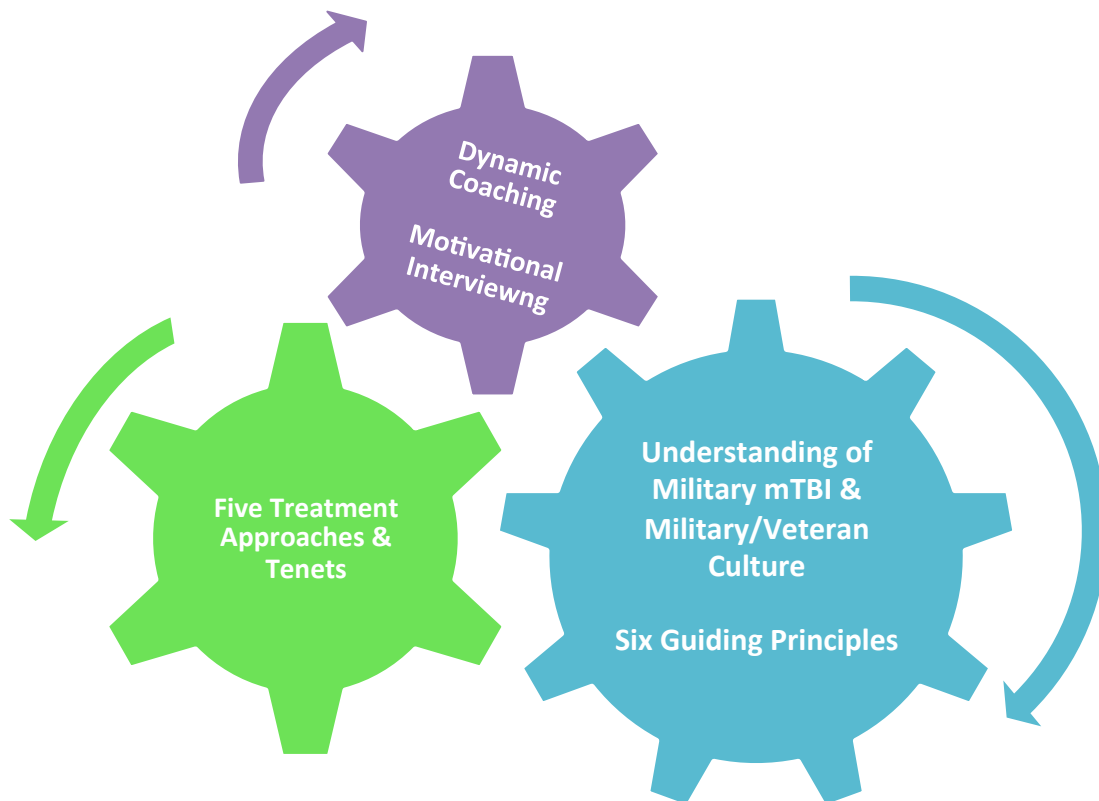 Dynamic
Coaching
Motivational
Interviewng
Five Treatment
Approaches &
Tenets
Understanding of
Military mTBI &
Military/Veteran
Culture
Six Guiding Principles